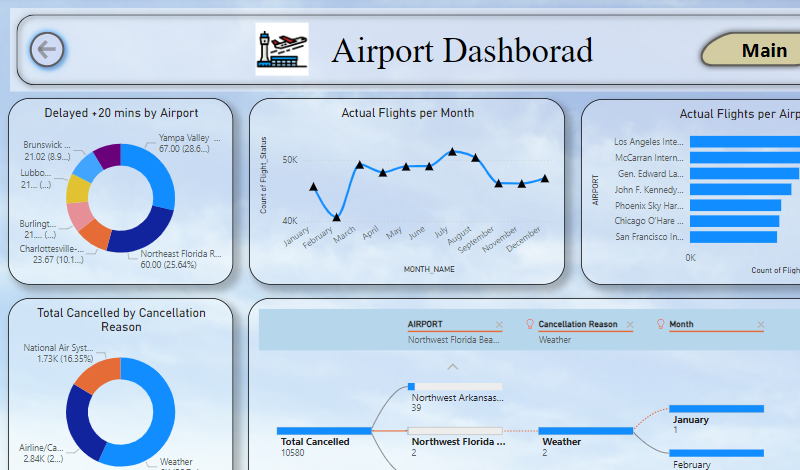 Airport Dashborad
Main
Delayed +20 mins by Airport
Yampa Valley ...
67.00 (28.6...)
Brunswick ...
21.02 (8.9...)
Lubbo...
21... (...)
Burlingt...
21.... (...)
Charlottesville-...
23.67 (10.1...)
Northeast Florida R...
60.00 (25.64%)
Actual Flights per Month
Count of Flight_Status
50K
40K
January
February
March
April
May
June
July
August
September
November
December
MONTH_NAME
Actual Flights per Airp
AIRPORT
Los Angeles Inte...
McCarran Intern...
Gen. Edward La...
John F. Kennedy...
Phoenix Sky Har...
Chicago O'Hare ...
San Francisco In...
0K
Count of Fligh
Total Cancelled by Cancellation
Reason
National Air Syst...
1.73K (16.35%)
Airline/Ca...
2.84K (2...)
Weather
AIRPORT
Northwest Florida Bea...
Cancellation Reason
Weather
Month
Northwest Arkansas...
39
Total Cancelled
10580
Northwest Florida ...
2
Weather
2
January
1
February